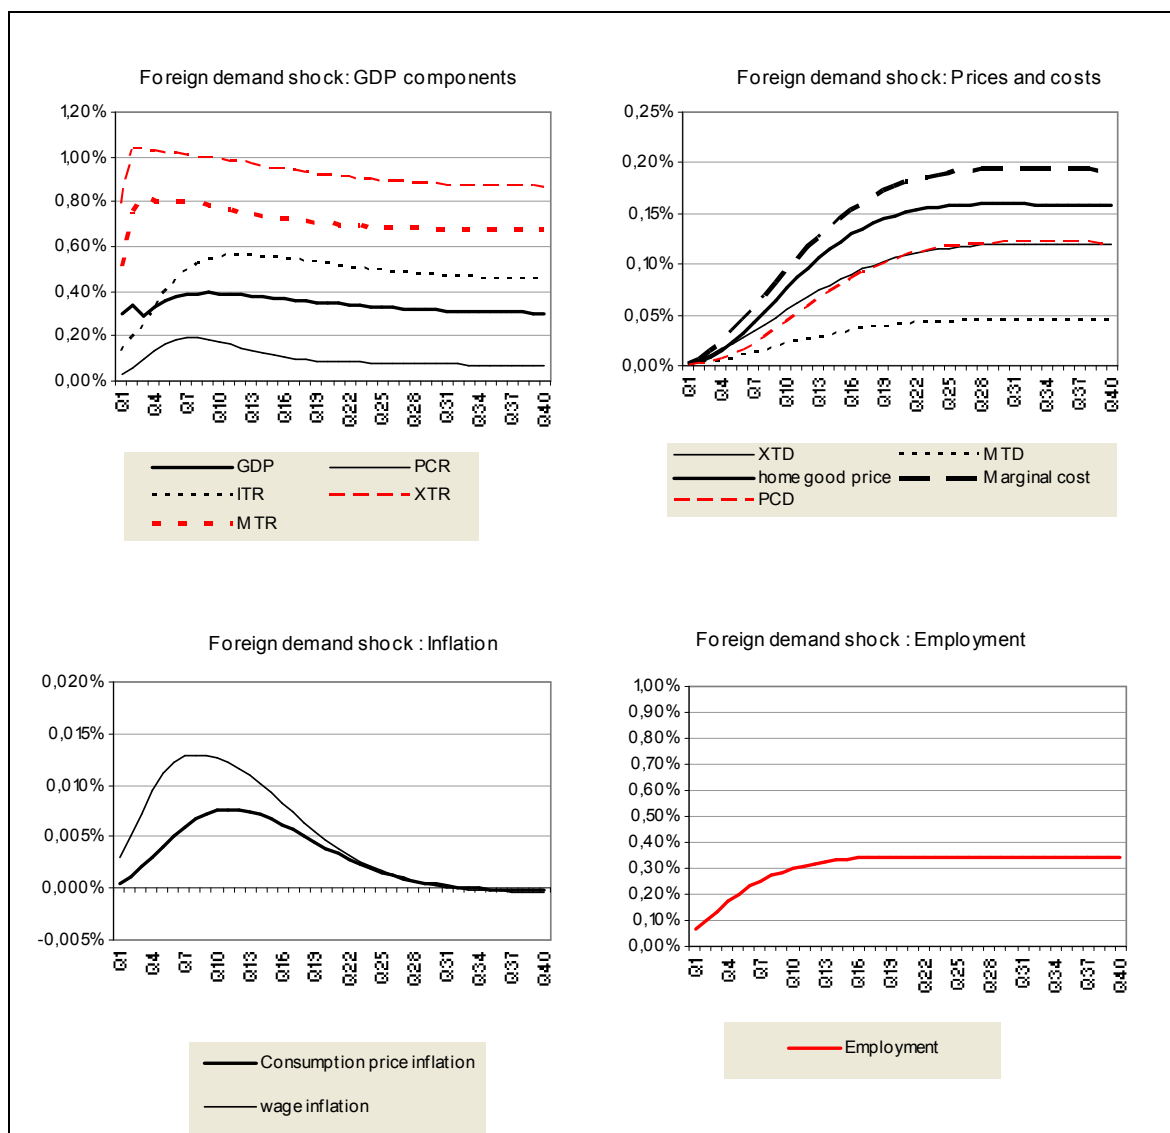 Foreign demand shock: GDP components
1,20%
1,00%
0,80%
0,60%
0,40%
0,20%
0,00%
Q1
Q4
Q7
Q10
Q13
Q16
Q19
Q22
Q25
Q28
Q31
Q34
Q37
Q40
GDP PCR
ITR XTR
MTR
Foreign demand shock: Prices and costs
0,25%
0,20%
0,15%
0,10%
0,05%
0,00%
Q1
Q4
Q7
Q10
Q13
Q16
Q19
Q22
Q25
Q28
Q31
Q34
Q37
Q40
XTD MTD
home good price Marginal cost
PCD
Foreign demand shock : Inflation
0,020%
0,015%
0,010%
0,005%
0,000%
-0,005%
Q1
Q4
Q7
Q10
Q13
Q16
Q19
Q22
Q25
Q28
Q31
Q34
Q37
Q40
Consumption price inflation
wage inflation
Foreign demand shock : Employment
1,00%
0,90%
0,80%
0,70%
0,60%
0,50%
0,40%
0,30%
0,20%
0,10%
0,00%
Q1
Q4
Q7
Q10
Q13
Q16
Q19
Q22
Q25
Q28
Q31
Q34
Q37
Q40
Employment